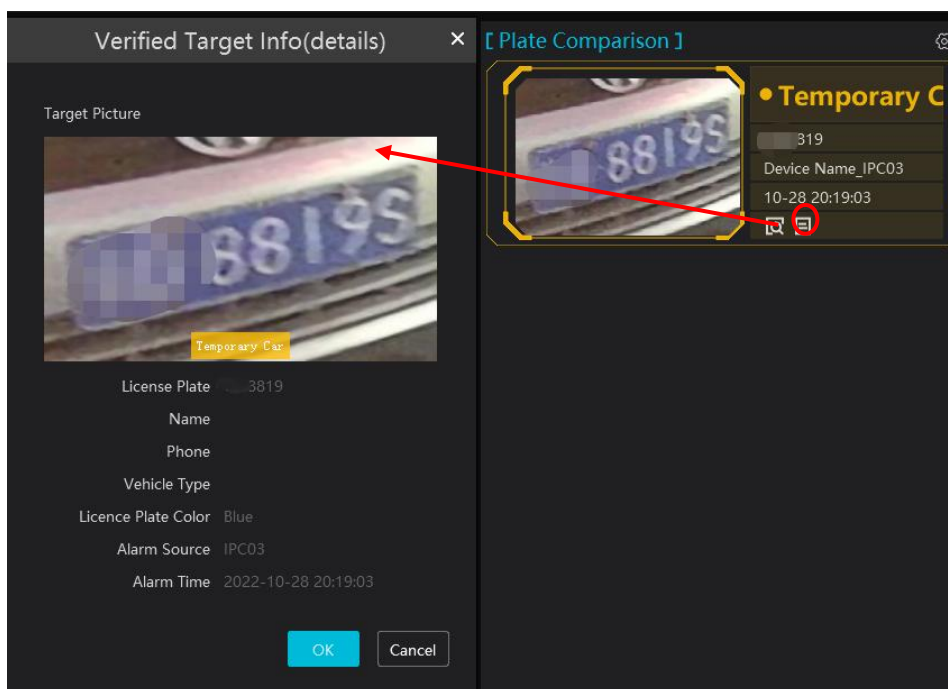 Verified Target Info(details)
Target Picture
88195
Temporary Car
License Plate 3819
Name
Phone
Vehicle Type
Licence Plate Color Blue
Alarm Source IPC03
Alarm Time 2022-10-28 20:19:03
OK Cancel
[ Plate Comparison ]
88195
Temporary C
319
Device Name_IPC03
10-28 20:19:03